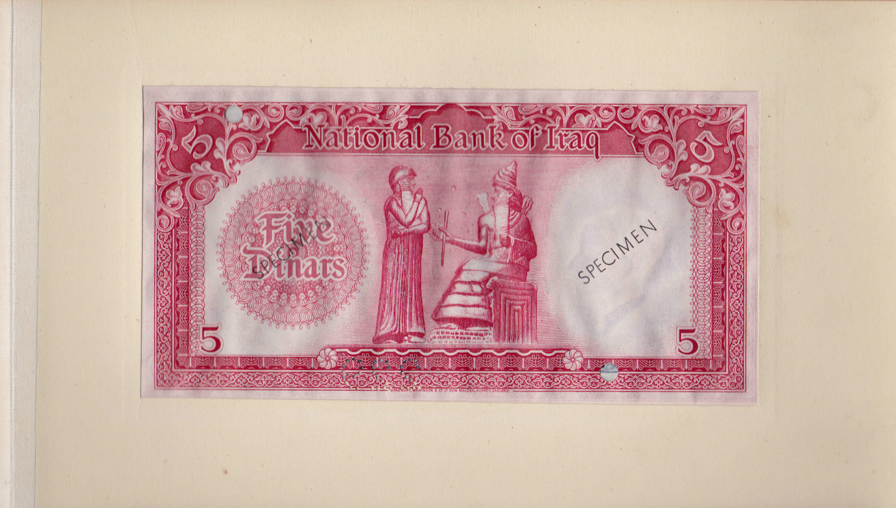 5
5
National Bank of Iraq
Five
Dinars
SPECIMEN
SPECIMEN
5
5